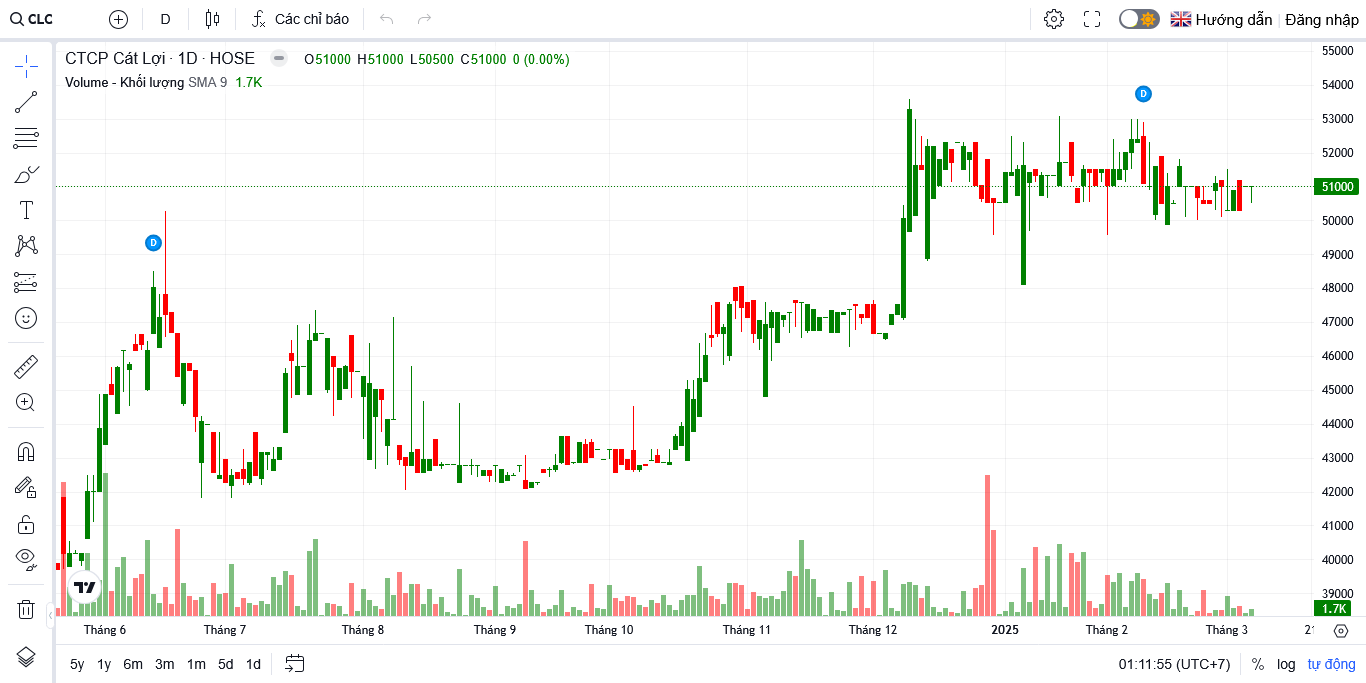 CLC D Các chỉ báo Hướng dẫn Đăng nhập
CTCP Cát Lợi · 1D · HOSE O51000 H51000 L50500 C51000 0 (0.00%)
Volume - Khối lượng SMA 9 1.7K
55000
54000
53000
52000
51000
50000
49000
48000
47000
46000
45000
44000
43000
42000
41000
40000
39000
1.7K
D
D
Tháng 6 Tháng 7 Tháng 8 Tháng 9 Tháng 10 Tháng 11 Tháng 12 2025 Tháng 2 Tháng 3
5y 1y 6m 3m 1m 5d 1d 01:11:55 (UTC+7) % log tự động